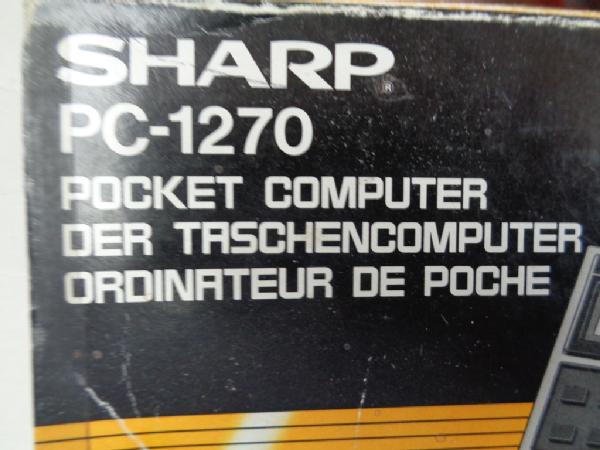 SHARP
PC-1270
POCKET COMPUTER
DER TASCHENCOMPUTER
ORDINATEUR DE POCHE